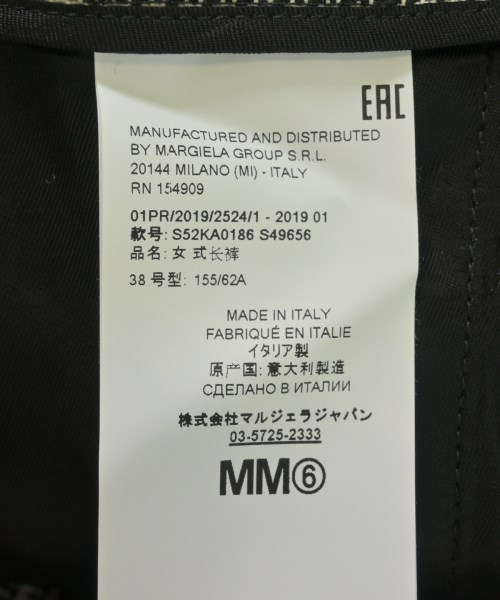 EAC
MANUFACTURED AND DISTRIBUTED
BY MARGIELA GROUP S.R.L.
20144 MILANO (MI) - ITALY
RN 154909
01PR/2019/2524/1 - 2019 01
款号: S52KA0186 S49656
品名: 女 式长裤
38 号型: 155/62A
MADE IN ITALY
FABRIQUÉ EN ITALIE
イタリア製
原产国: 意大利製造
СДЕЛАНО В ИТАЛИИ
株式会社マルジェラジャパン
03-5725-2333
MM⑥